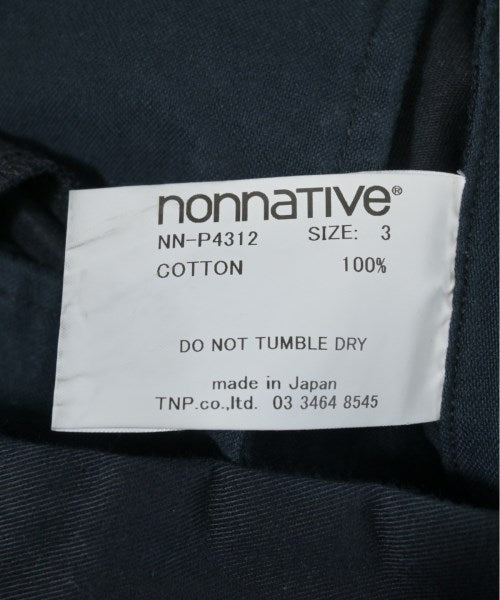 nonnative®
NN-P4312 SIZE: 3
COTTON 100%
DO NOT TUMBLE DRY
made in Japan
TNP.co.,ltd. 03 3464 8545